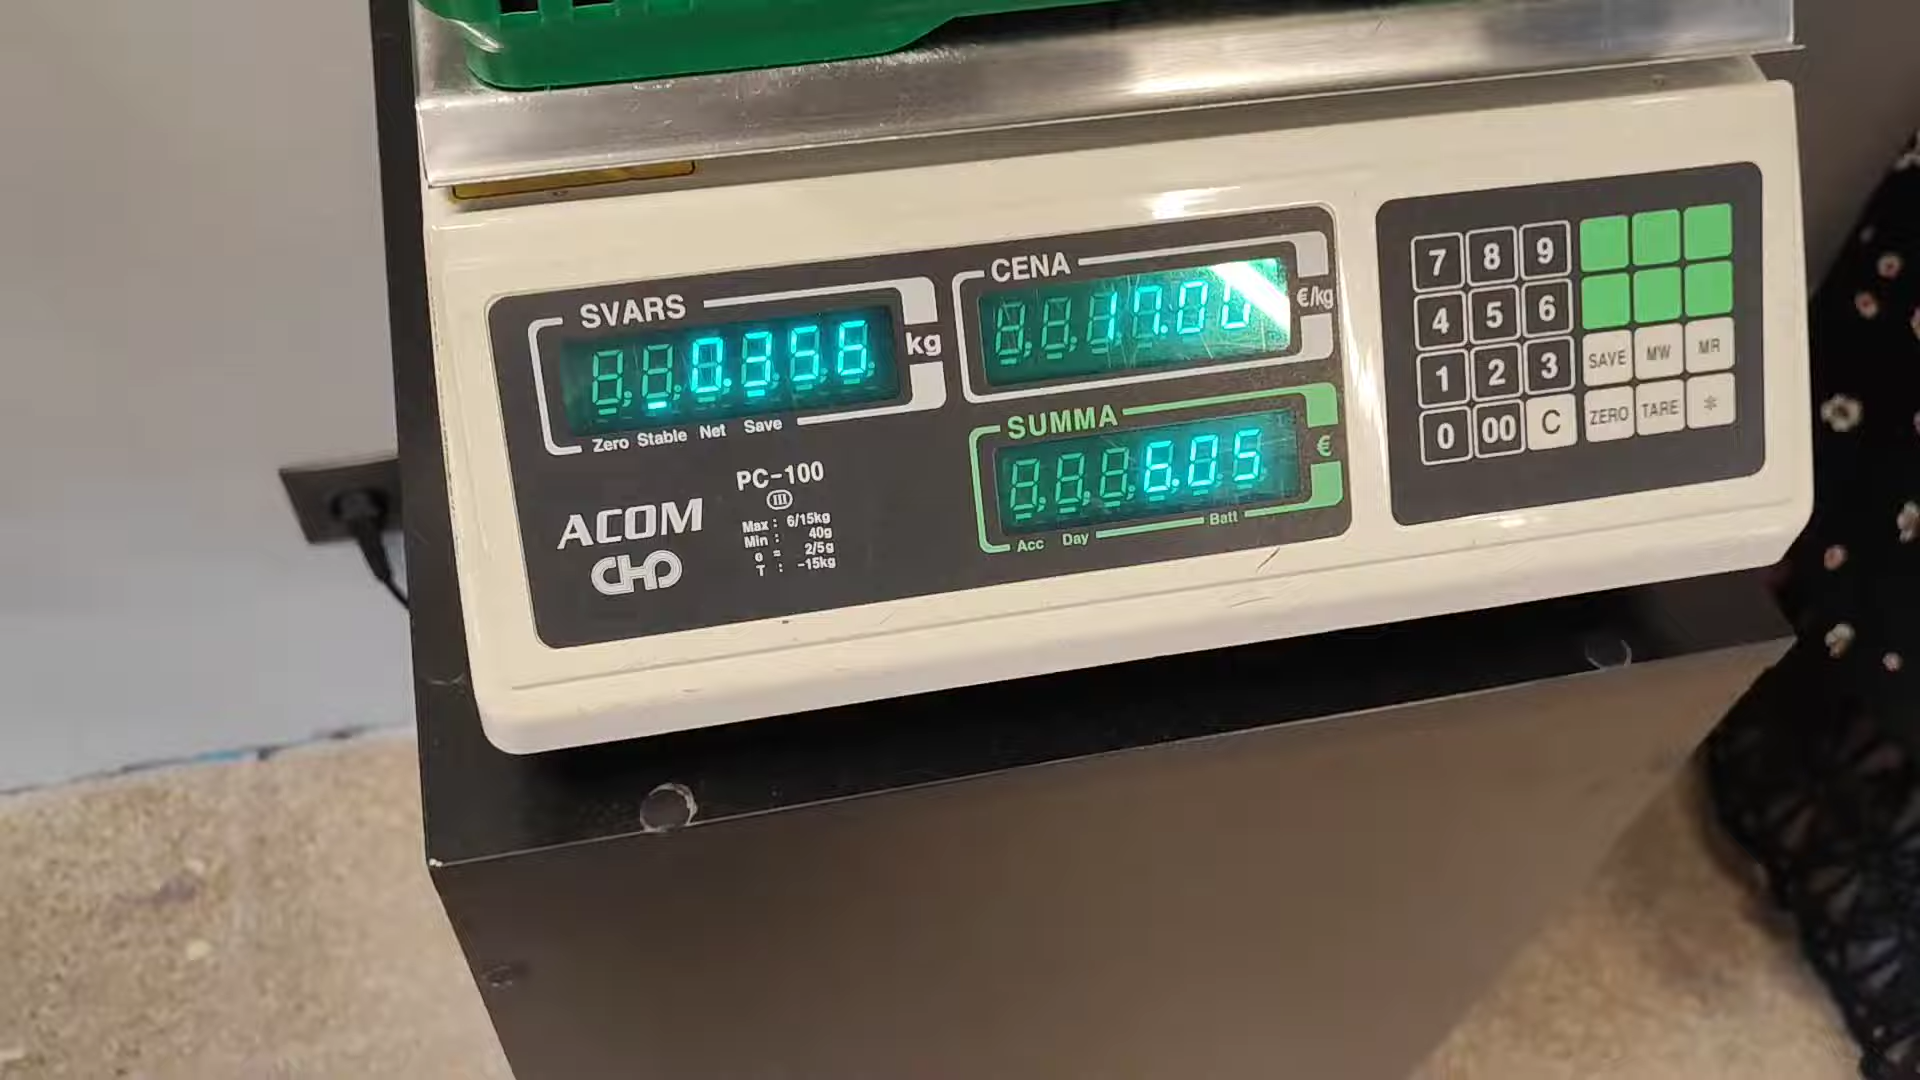 SVARS
0.356
kg
Zero Stable Net Save
CENA
17.00
€/kg
SUMMA
6.05
€
Acc Day Batt
ACOM
CHD
PC-100
III
Max : 6/15kg
Min : 40g
e = 2/5g
T : -15kg
7 8 9
4 5 6
1 2 3 SAVE MW MR
0 00 C ZERO TARE *